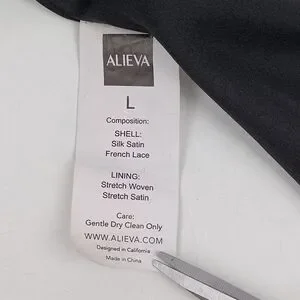 ALIEVA
L
Composition:
SHELL:
Silk Satin
French Lace
LINING:
Stretch Woven
Stretch Satin
Care:
Gentle Dry Clean Only
WWW.ALIEVA.COM
Designed in California
Made in China